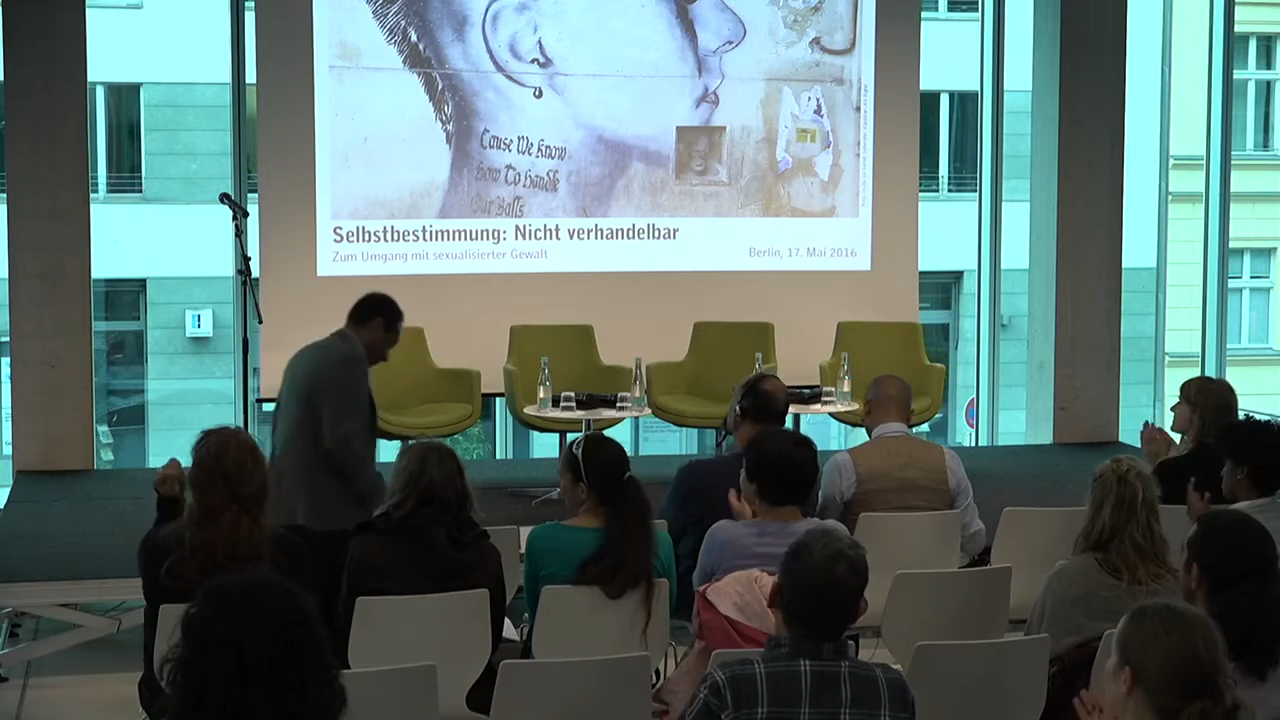 Cause We Know
How To Handle
Our Balls
Selbstbestimmung: Nicht verhandelbar
Zum Umgang mit sexualisierter Gewalt
Berlin, 17. Mai 2016